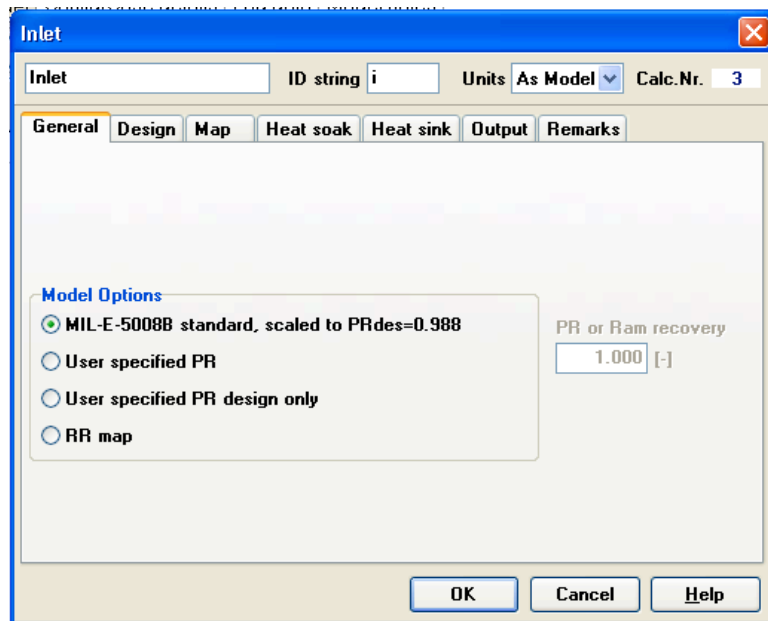 Inlet
Inlet ID string i Units As Model Calc.Nr. 3
General Design Map Heat soak Heat sink Output Remarks
Model Options
MIL-E-5008B standard, scaled to PRdes=0.988
PR or Ram recovery
1.000 [-]
User specified PR
User specified PR design only
RR map
OK Cancel Help